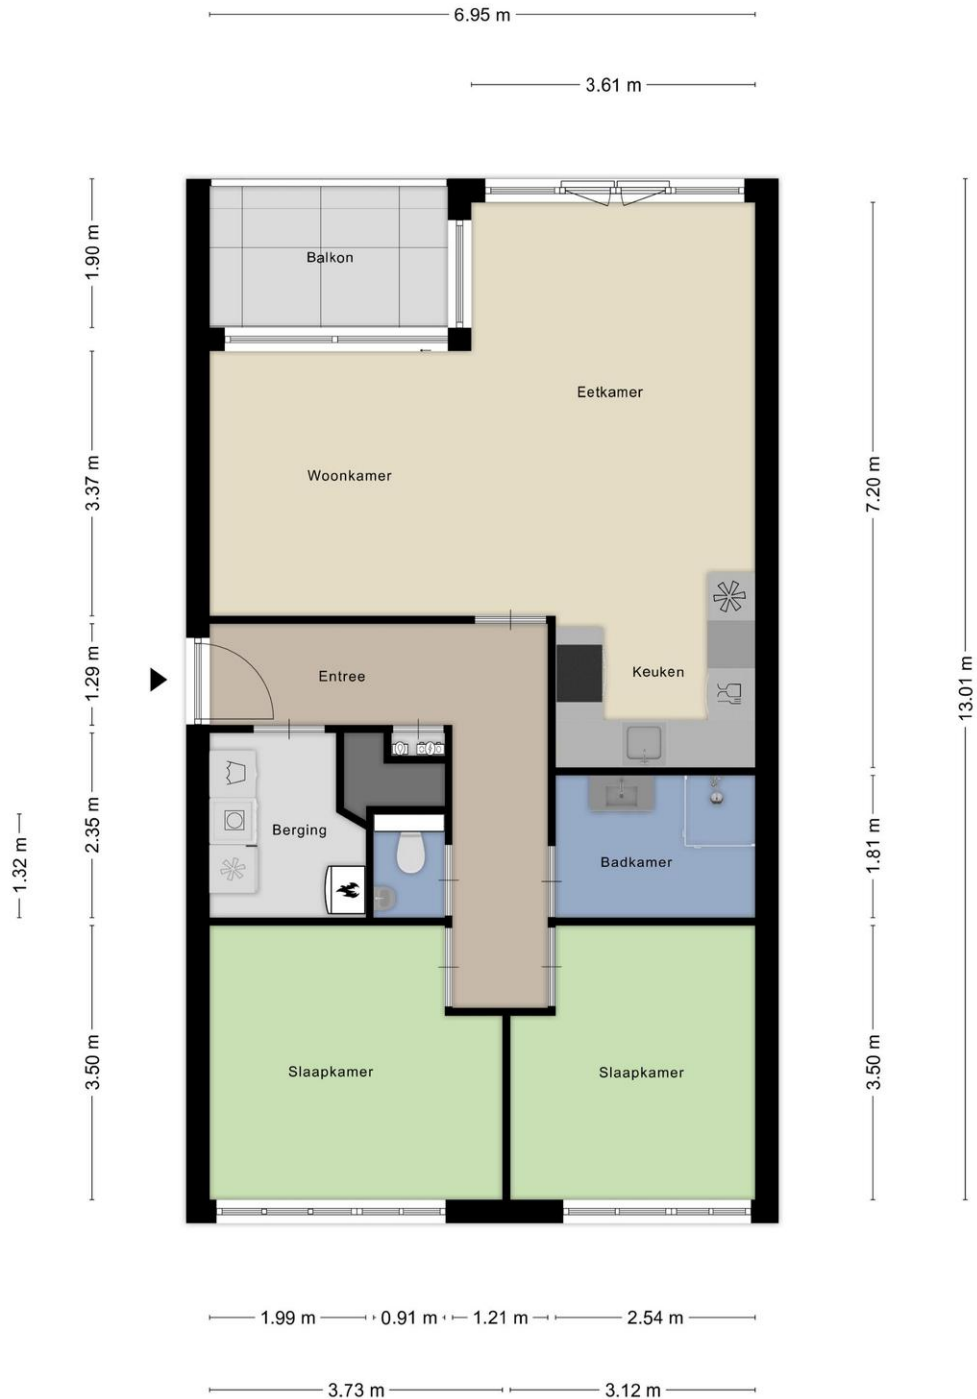 6.95 m
3.61 m
1.90 m
Balkon
Eetkamer
3.37 m
Woonkamer
7.20 m
1.29 m
Entree
Keuken
13.01 m
2.35 m
1.32 m
Berging
Badkamer
1.81 m
3.50 m
Slaapkamer
Slaapkamer
3.50 m
1.99 m
0.91 m
1.21 m
2.54 m
3.73 m
3.12 m